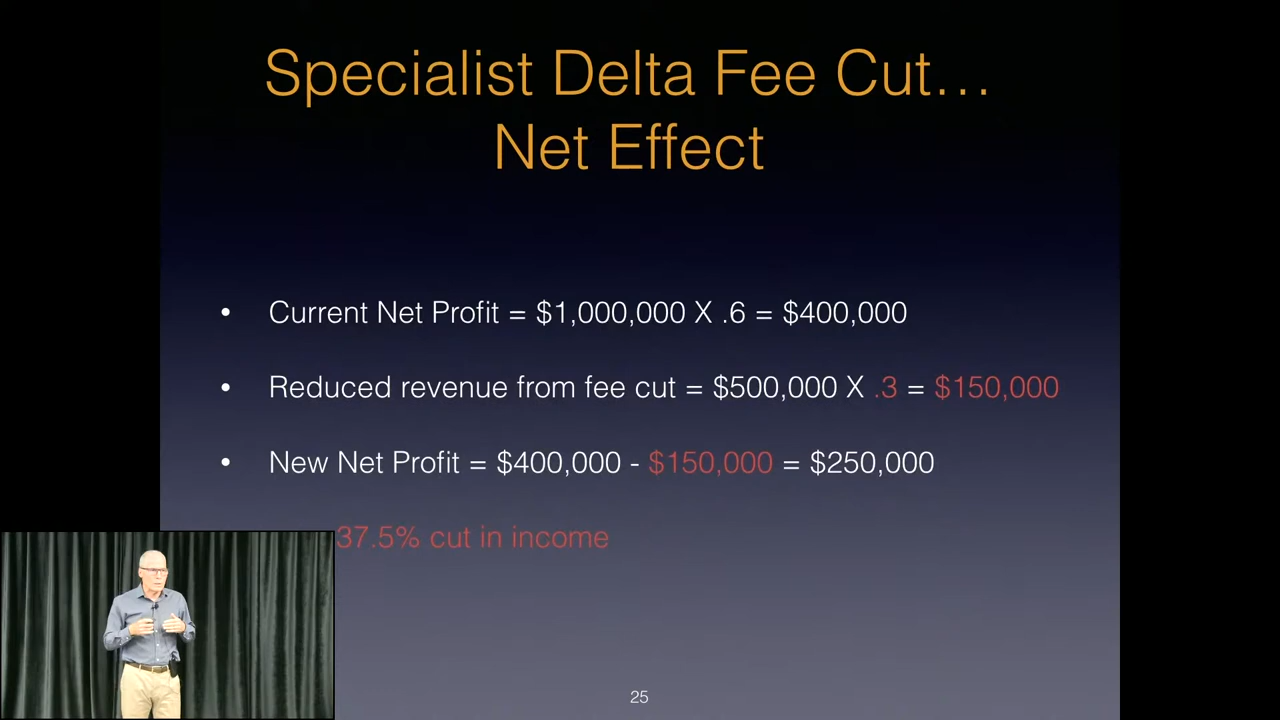 Specialist Delta Fee Cut…
Net Effect
• Current Net Profit = $1,000,000 X .6 = $400,000
• Reduced revenue from fee cut = $500,000 X .3 = $150,000
• New Net Profit = $400,000 - $150,000 = $250,000
37.5% cut in income
25